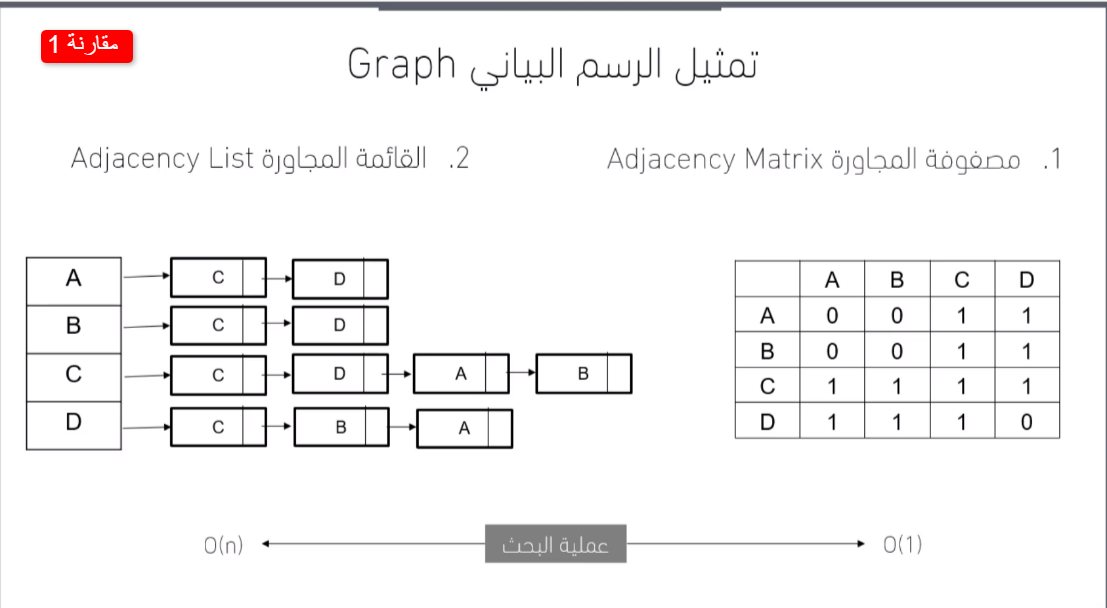 مقارنة 1
تمثيل الرسم البياني Graph
1. مصفوفة المجاورة Adjacency Matrix
2. القائمة المجاورة Adjacency List
A B C D
A 0 0 1 1
B 0 0 1 1
C 1 1 1 1
D 1 1 1 0
A C D
B C D
C C D A B
D C B A
O(n) عملية البحث O(1)